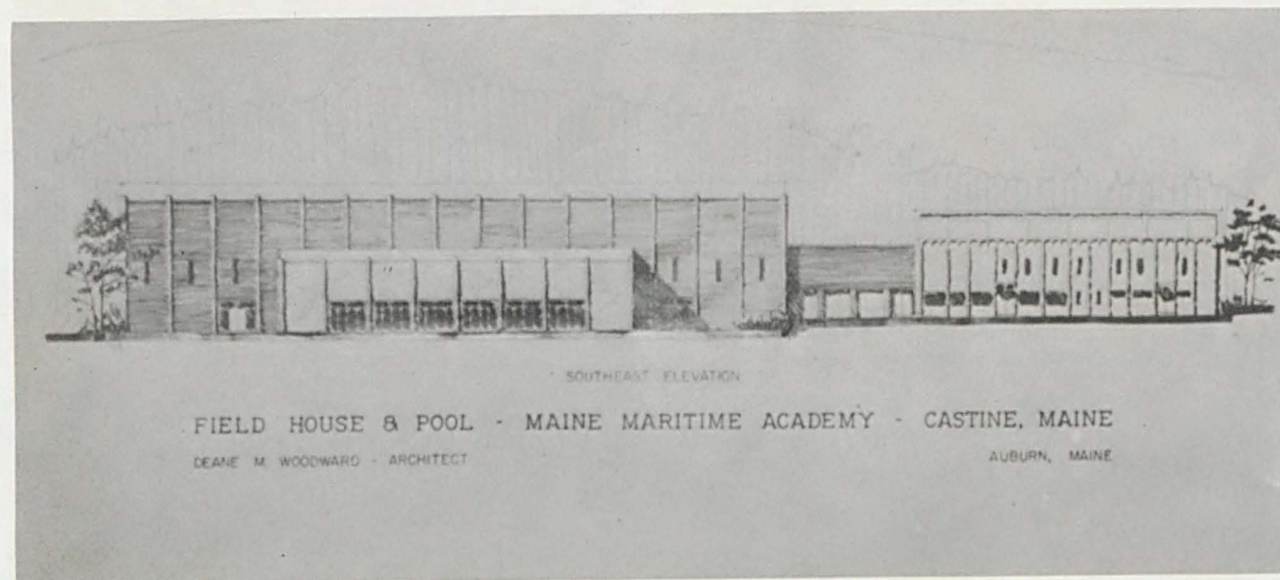 SOUTHEAST ELEVATION
FIELD HOUSE & POOL - MAINE MARITIME ACADEMY - CASTINE, MAINE
DEANE M. WOODWARD - ARCHITECT AUBURN, MAINE